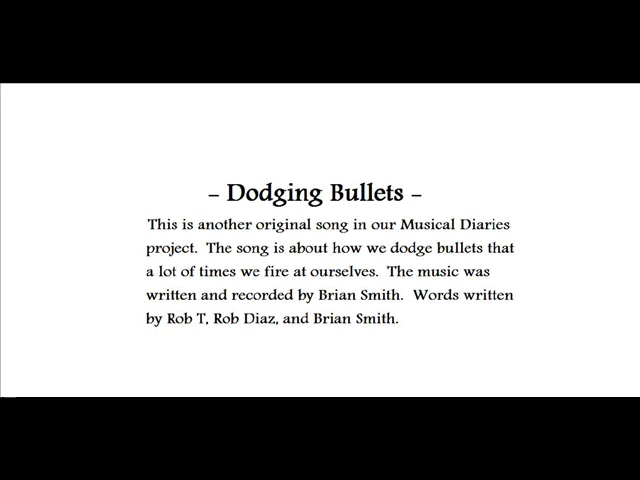 – Dodging Bullets –
This is another original song in our Musical Diaries
project.  The song is about how we dodge bullets that
a lot of times we fire at ourselves.  The music was
written and recorded by Brian Smith.  Words written
by Rob T, Rob Diaz, and Brian Smith.